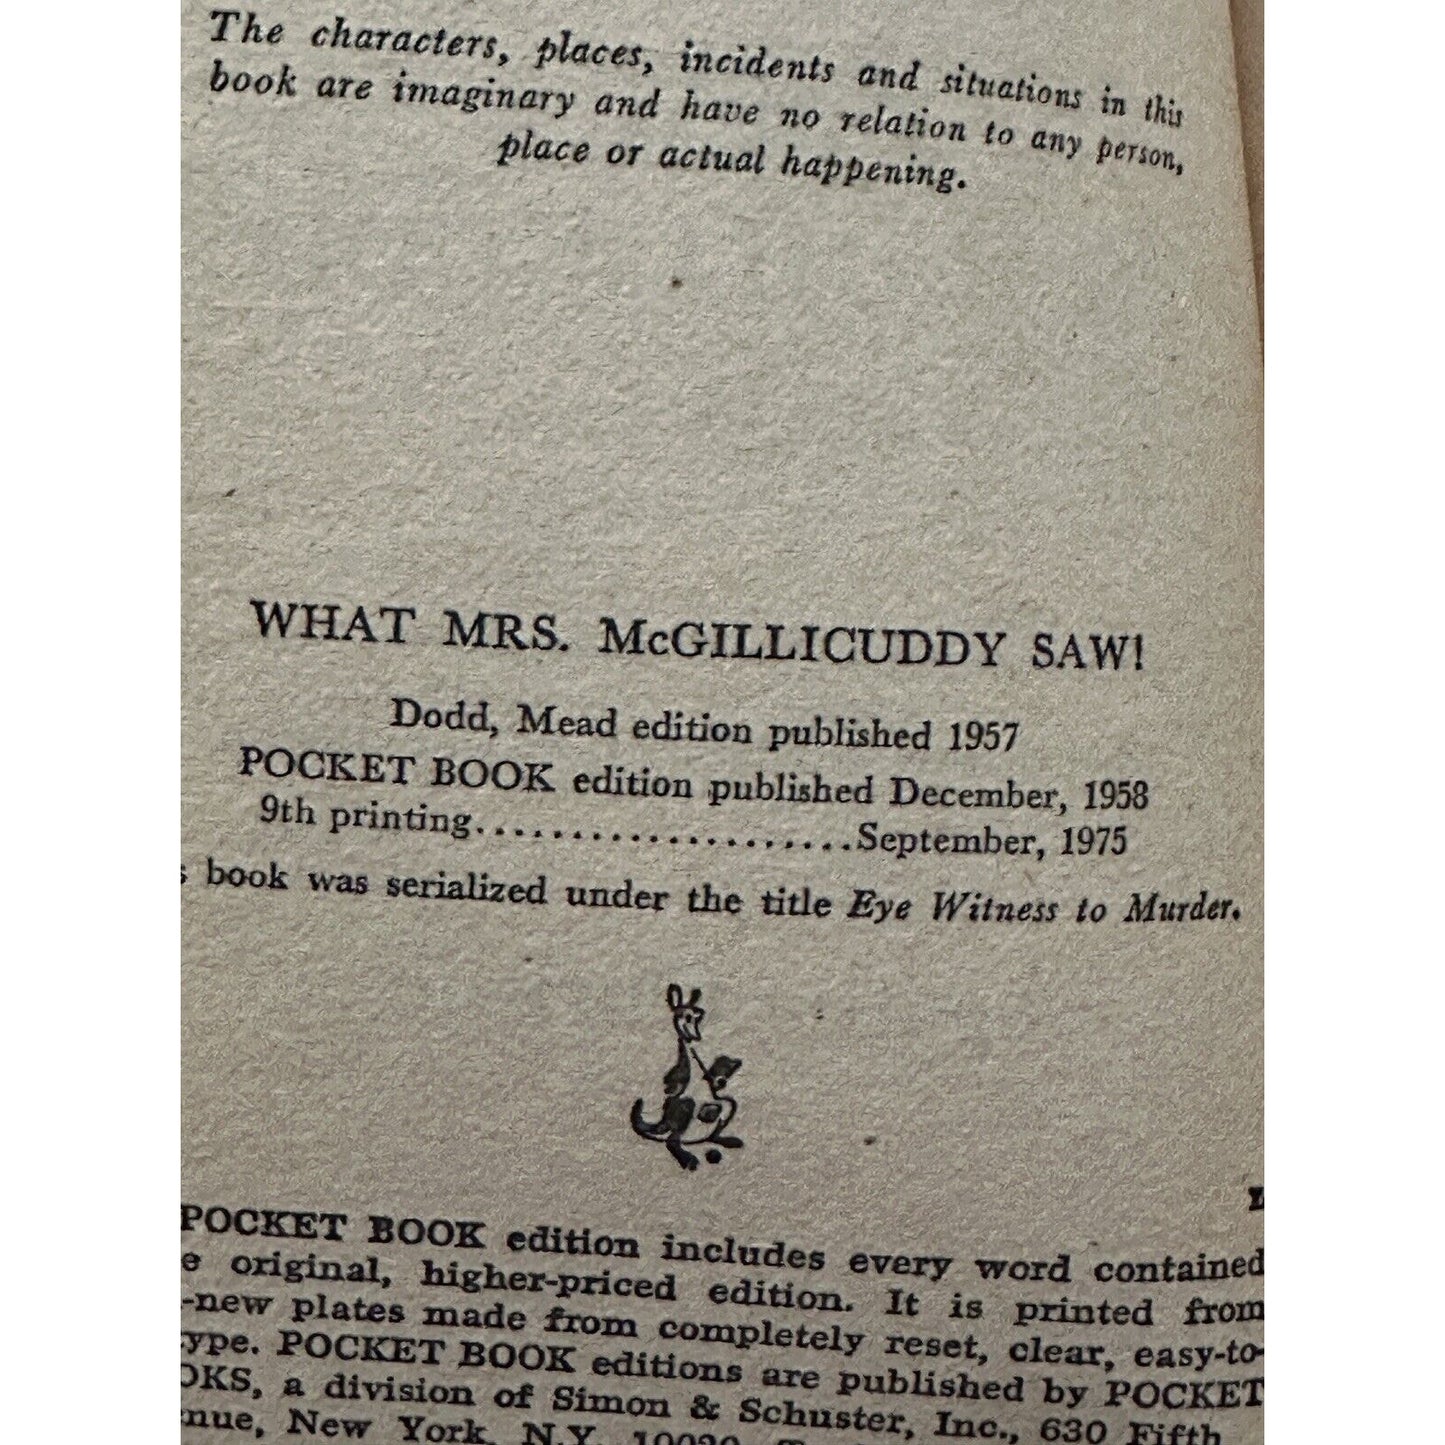 The characters, places, incidents and situations in this
book are imaginary and have no relation to any person,
place or actual happening.
WHAT MRS. McGILLICUDDY SAW!
Dodd, Mead edition published 1957
POCKET BOOK edition published December, 1958
9th printing.....................September, 1975
s book was serialized under the title Eye Witness to Murder.
L
POCKET BOOK edition includes every word contained
e original, higher-priced edition. It is printed from
-new plates made from completely reset, clear, easy-to-
type. POCKET BOOK editions are published by POCKET
OKS, a division of Simon & Schuster, Inc., 630 Fifth
nue, New York, N.Y. 10020.